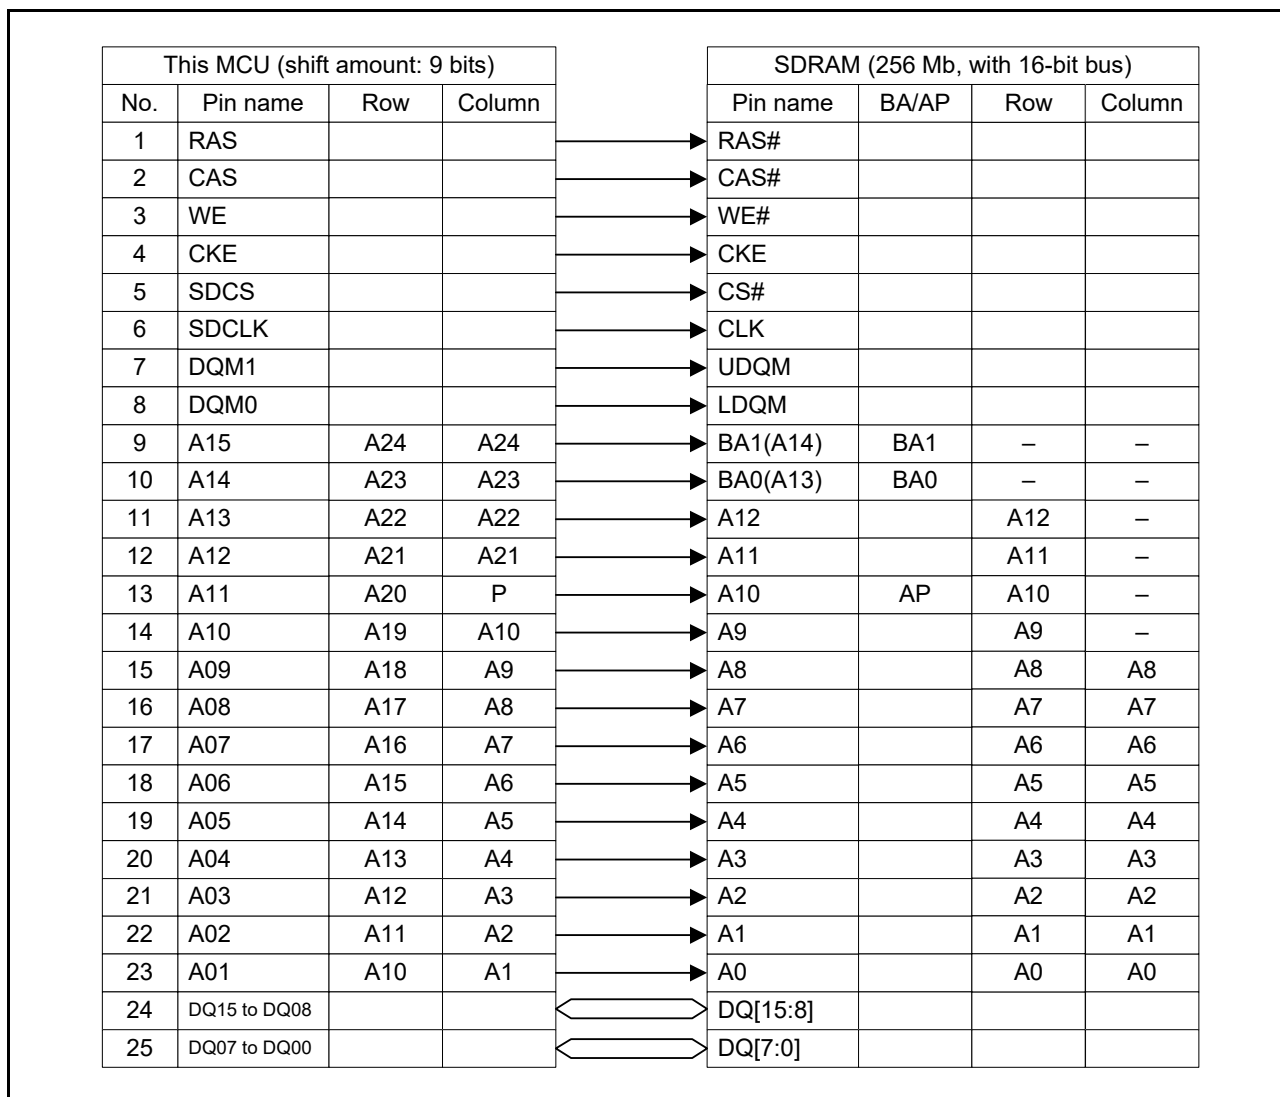 This MCU (shift amount: 9 bits) SDRAM (256 Mb, with 16-bit bus)
No. Pin name Row Column Pin name BA/AP Row Column
1 RAS RAS#
2 CAS CAS#
3 WE WE#
4 CKE CKE
5 SDCS CS#
6 SDCLK CLK
7 DQM1 UDQM
8 DQM0 LDQM
9 A15 A24 A24 BA1(A14) BA1 – –
10 A14 A23 A23 BA0(A13) BA0 – –
11 A13 A22 A22 A12 A12 –
12 A12 A21 A21 A11 A11 –
13 A11 A20 P A10 AP A10 –
14 A10 A19 A10 A9 A9 –
15 A09 A18 A9 A8 A8 A8
16 A08 A17 A8 A7 A7 A7
17 A07 A16 A7 A6 A6 A6
18 A06 A15 A6 A5 A5 A5
19 A05 A14 A5 A4 A4 A4
20 A04 A13 A4 A3 A3 A3
21 A03 A12 A3 A2 A2 A2
22 A02 A11 A2 A1 A1 A1
23 A01 A10 A1 A0 A0 A0
24 DQ15 to DQ08 DQ[15:8]
25 DQ07 to DQ00 DQ[7:0]